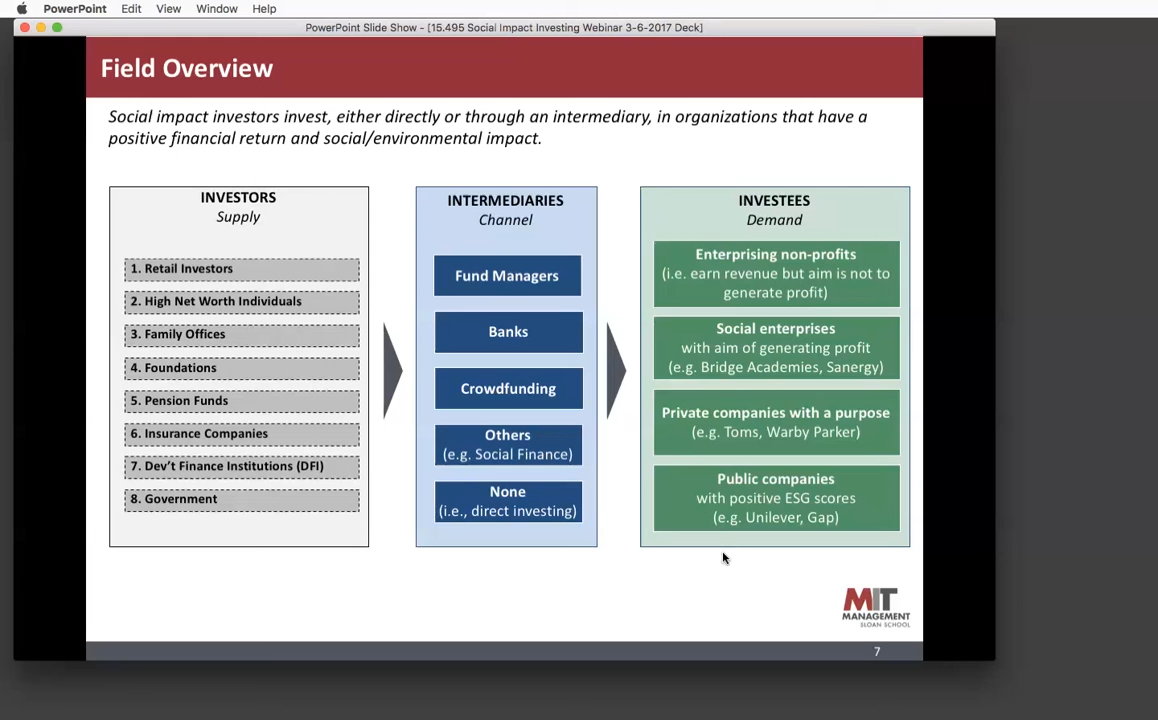 PowerPoint Edit View Window Help
PowerPoint Slide Show - [15.495 Social Impact Investing Webinar 3-6-2017 Deck]
Field Overview
Social impact investors invest, either directly or through an intermediary, in organizations that have a
positive financial return and social/environmental impact.
INVESTORS
Supply
1. Retail Investors
2. High Net Worth Individuals
3. Family Offices
4. Foundations
5. Pension Funds
6. Insurance Companies
7. Dev't Finance Institutions (DFI)
8. Government
INTERMEDIARIES
Channel
Fund Managers
Banks
Crowdfunding
Others
(e.g. Social Finance)
None
(i.e., direct investing)
INVESTEES
Demand
Enterprising non-profits
(i.e. earn revenue but aim is not to
generate profit)
Social enterprises
with aim of generating profit
(e.g. Bridge Academies, Sanergy)
Private companies with a purpose
(e.g. Toms, Warby Parker)
Public companies
with positive ESG scores
(e.g. Unilever, Gap)
MIT
MANAGEMENT
SLOAN SCHOOL
7